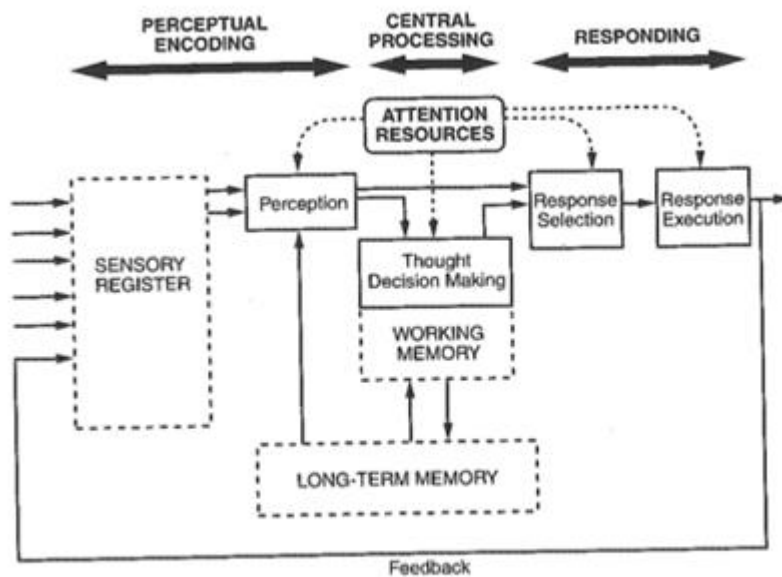 PERCEPTUAL
ENCODING
CENTRAL
PROCESSING
RESPONDING
ATTENTION
RESOURCES
SENSORY
REGISTER
Perception
Thought
Decision Making
WORKING
MEMORY
Response
Selection
Response
Execution
LONG-TERM MEMORY
Feedback